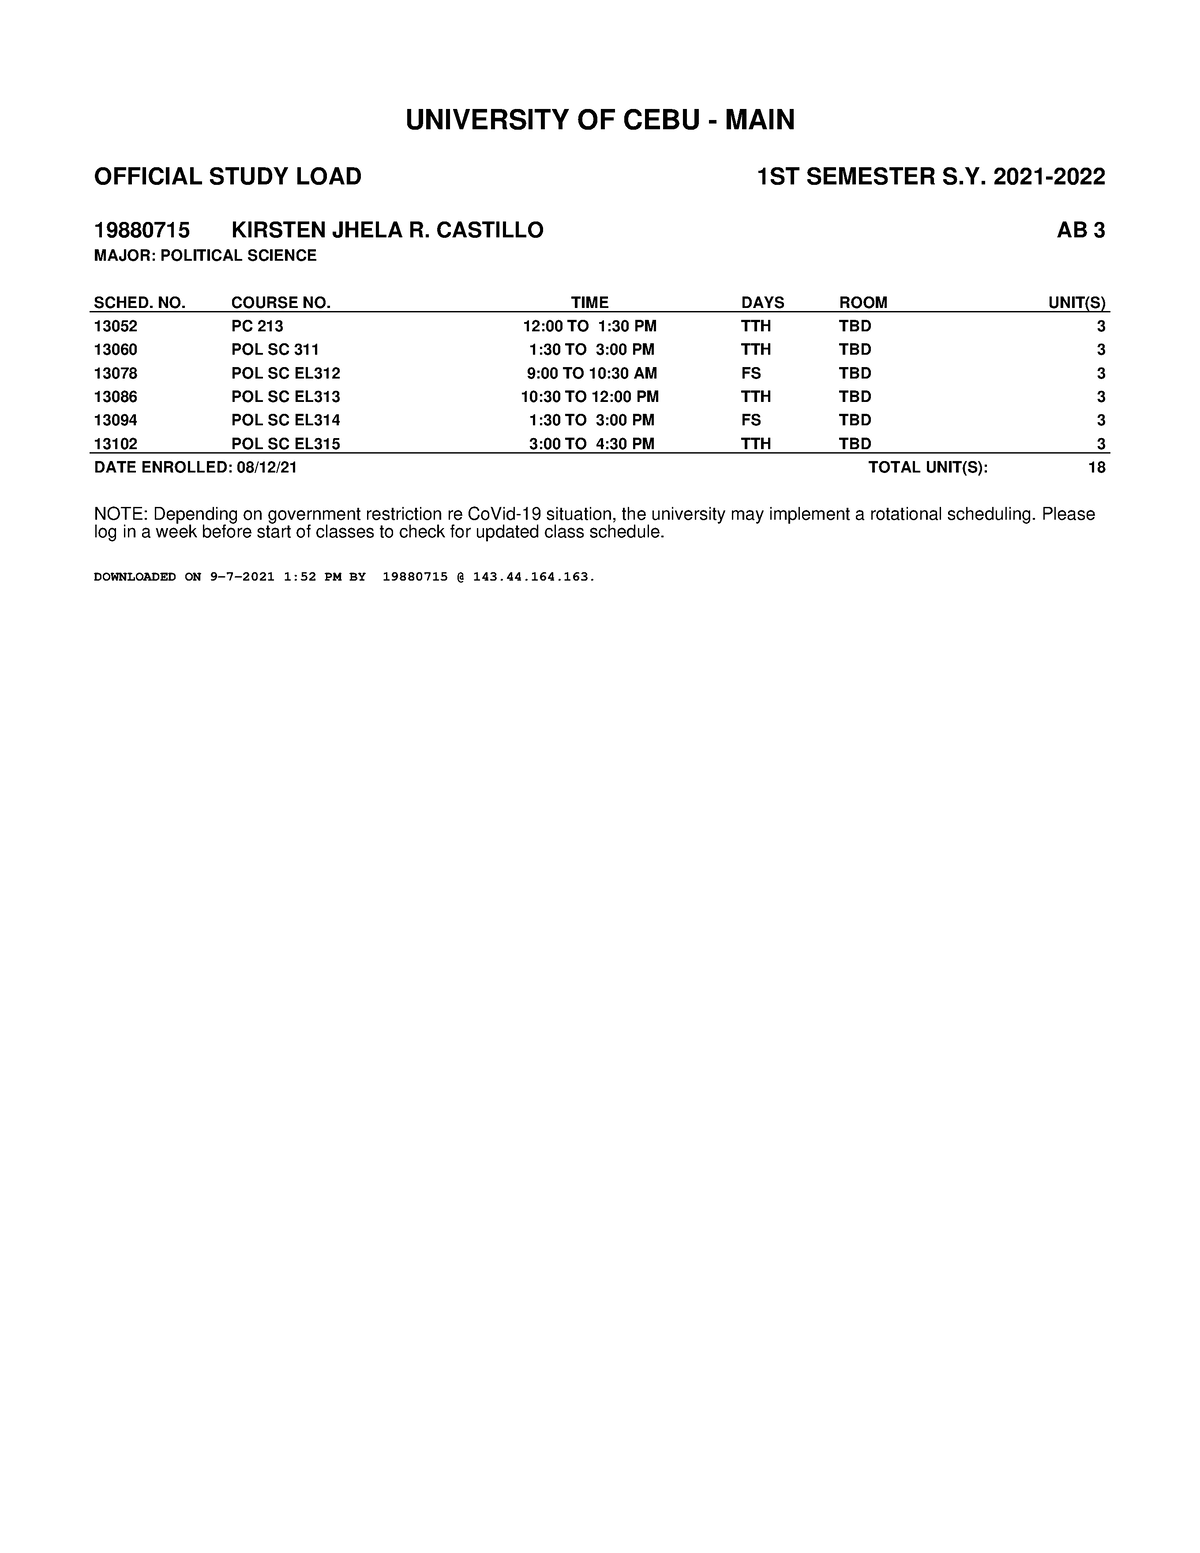 UNIVERSITY OF CEBU - MAIN
OFFICIAL STUDY LOAD 1ST SEMESTER S.Y. 2021-2022
19880715 KIRSTEN JHELA R. CASTILLO AB 3
MAJOR: POLITICAL SCIENCE
SCHED. NO. COURSE NO. TIME DAYS ROOM UNIT(S)
13052 PC 213 12:00 TO 1:30 PM TTH TBD 3
13060 POL SC 311 1:30 TO 3:00 PM TTH TBD 3
13078 POL SC EL312 9:00 TO 10:30 AM FS TBD 3
13086 POL SC EL313 10:30 TO 12:00 PM TTH TBD 3
13094 POL SC EL314 1:30 TO 3:00 PM FS TBD 3
13102 POL SC EL315 3:00 TO 4:30 PM TTH TBD 3
DATE ENROLLED: 08/12/21 TOTAL UNIT(S): 18
NOTE: Depending on government restriction re CoVid-19 situation, the university may implement a rotational scheduling. Please
log in a week before start of classes to check for updated class schedule.
DOWNLOADED ON 9-7-2021 1:52 PM BY 19880715 @ 143.44.164.163.